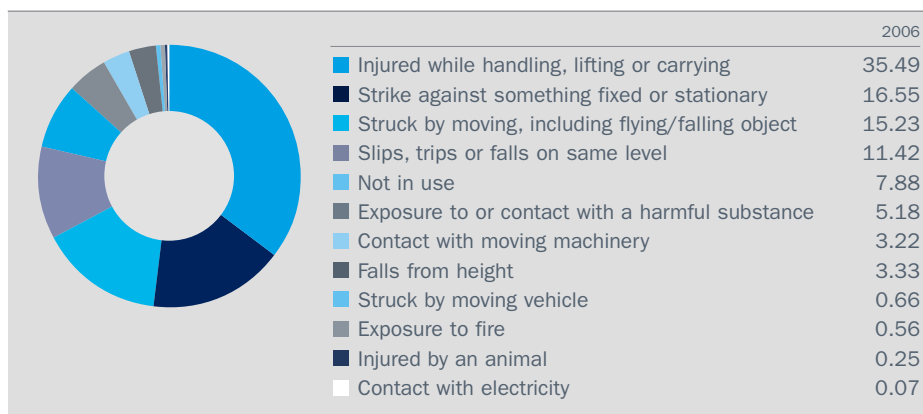 2006
Injured while handling, lifting or carrying 35.49
Strike against something fixed or stationary 16.55
Struck by moving, including flying/falling object 15.23
Slips, trips or falls on same level 11.42
Not in use 7.88
Exposure to or contact with a harmful substance 5.18
Contact with moving machinery 3.22
Falls from height 3.33
Struck by moving vehicle 0.66
Exposure to fire 0.56
Injured by an animal 0.25
Contact with electricity 0.07